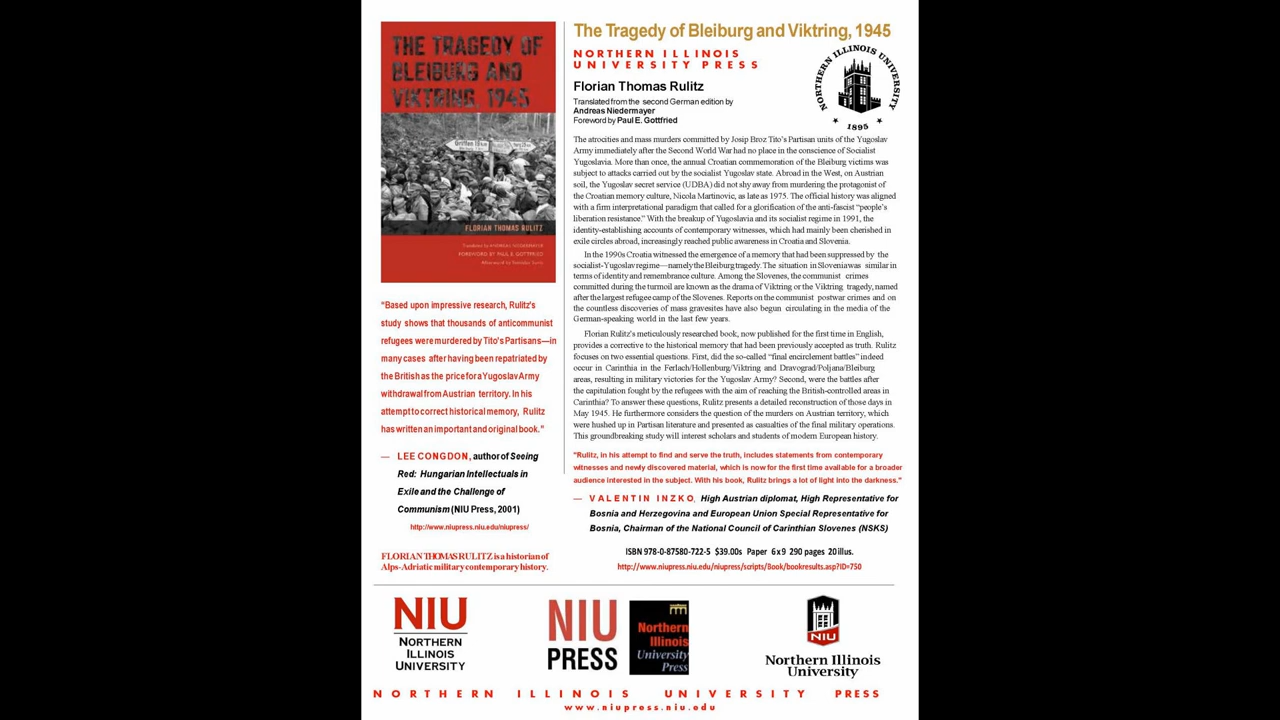 THE TRAGEDY OF
BLEIBURG AND
VIKTRING, 1945
FLORIAN THOMAS RULITZ
Translated by ANDREAS NIEDERMAYER
FOREWORD BY PAUL E. GOTTFRIED
"Based upon impressive research, Rulitz's
study shows that thousands of anticommunist
refugees were murdered by Tito's Partisans—in
many cases after having been repatriated by
the British as the price for a Yugoslav Army
withdrawal from Austrian territory. In his
attempt to correct historical memory, Rulitz
has written an important and original book."
— LEE CONGDON, author of Seeing
Red: Hungarian Intellectuals in
Exile and the Challenge of
Communism (NIU Press, 2001)
http://www.niupress.niu.edu/niupress/
FLORIAN THOMAS RULITZ is a historian of
Alps-Adriatic military contemporary history.
The Tragedy of Bleiburg and Viktring, 1945
NORTHERN ILLINOIS
UNIVERSITY PRESS
NORTHERN ILLINOIS UNIVERSITY
1895
Florian Thomas Rulitz
Translated from the second German edition by
Andreas Niedermayer
Foreword by Paul E. Gottfried
The atrocities and mass murders committed by Josip Broz Tito's Partisan units of the Yugoslav
Army immediately after the Second World War had no place in the conscience of Socialist
Yugoslavia. More than once, the annual Croatian commemoration of the Bleiburg victims was
subject to attacks carried out by the socialist Yugoslav state. Abroad in the West, on Austrian
soil, the Yugoslav secret service (UDBA) did not shy away from murdering the protagonist of
the Croatian memory culture, Nicola Martinovic, as late as 1975. The official history was aligned
with a firm interpretational paradigm that called for a glorification of the anti-fascist "people's
liberation resistance." With the breakup of Yugoslavia and its socialist regime in 1991, the
identity-establishing accounts of contemporary witnesses, which had mainly been cherished in
exile circles abroad, increasingly reached public awareness in Croatia and Slovenia.
In the 1990s Croatia witnessed the emergence of a memory that had been suppressed by the
socialist-Yugoslav regime—namely the Bleiburg tragedy. The situation in Slovenia was similar in
terms of identity and remembrance culture. Among the Slovenes, the communist crimes
committed during the turmoil are known as the drama of Viktring or the Viktring tragedy, named
after the largest refugee camp of the Slovenes. Reports on the communist postwar crimes and on
the countless discoveries of mass gravesites have also begun circulating in the media of the
German-speaking world in the last few years.
Florian Rulitz's meticulously researched book, now published for the first time in English,
provides a corrective to the historical memory that had been previously accepted as truth. Rulitz
focuses on two essential questions. First, did the so-called "final encirclement battles" indeed
occur in Carinthia in the Ferlach/Hollenburg/Viktring and Dravograd/Poljana/Bleiburg
areas, resulting in military victories for the Yugoslav Army? Second, were the battles after
the capitulation fought by the refugees with the aim of reaching the British-controlled areas in
Carinthia? To answer these questions, Rulitz presents a detailed reconstruction of those days in
May 1945. He furthermore considers the question of the murders on Austrian territory, which
were hushed up in Partisan literature and presented as casualties of the final military operations.
This groundbreaking study will interest scholars and students of modern European history.
"Rulitz, in his attempt to find and serve the truth, includes statements from contemporary
witnesses and newly discovered material, which is now for the first time available for a broader
audience interested in the subject. With his book, Rulitz brings a lot of light into the darkness."
— VALENTIN INZKO, High Austrian diplomat, High Representative for
Bosnia and Herzegovina and European Union Special Representative for
Bosnia, Chairman of the National Council of Carinthian Slovenes (NSKS)
ISBN 978-0-87580-722-5 $39.00s Paper 6 x 9 290 pages 20 illus.
http://www.niupress.niu.edu/niupress/scripts/Book/bookresults.asp?ID=750
NIU
NORTHERN
ILLINOIS
UNIVERSITY
NIU
PRESS
Northern
Illinois
University
Press
NIU
Northern Illinois
University
NORTHERN ILLINOIS UNIVERSITY PRESS
www.niupress.niu.edu